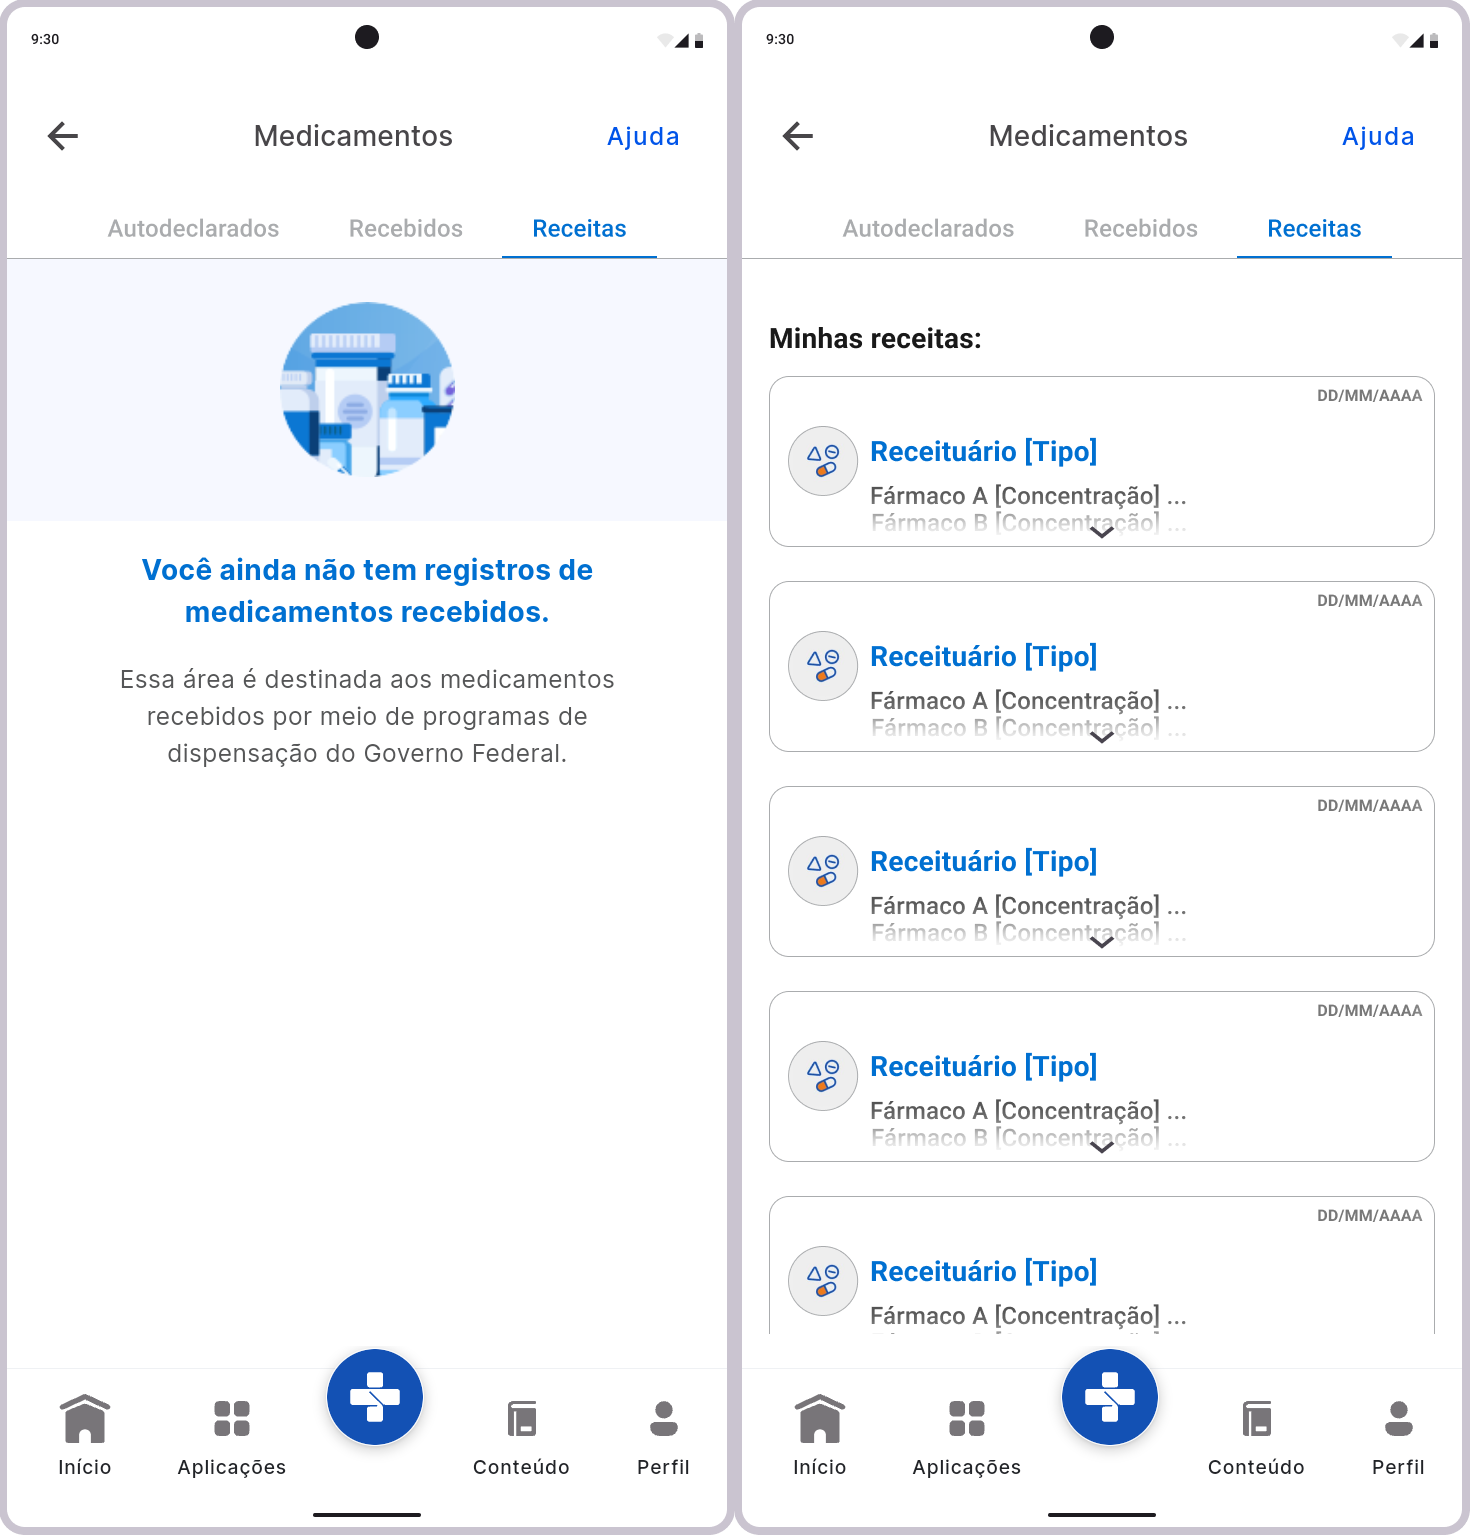 9:30
Medicamentos
Ajuda
Autodeclarados Recebidos Receitas
Você ainda não tem registros de
medicamentos recebidos.
Essa área é destinada aos medicamentos
recebidos por meio de programas de
dispensação do Governo Federal.
Início Aplicações Conteúdo Perfil
9:30
Medicamentos
Ajuda
Autodeclarados Recebidos Receitas
Minhas receitas:
DD/MM/AAAA
Receituário [Tipo]
Fármaco A [Concentração] ...
Fármaco B [Concentração] ...
DD/MM/AAAA
Receituário [Tipo]
Fármaco A [Concentração] ...
Fármaco B [Concentração] ...
DD/MM/AAAA
Receituário [Tipo]
Fármaco A [Concentração] ...
Fármaco B [Concentração] ...
DD/MM/AAAA
Receituário [Tipo]
Fármaco A [Concentração] ...
Fármaco B [Concentração] ...
DD/MM/AAAA
Receituário [Tipo]
Fármaco A [Concentração] ...
Início Aplicações Conteúdo Perfil